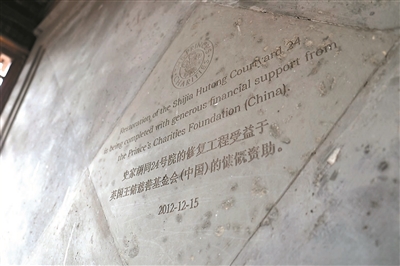 Restoration of the Shijia Hutong Courtyard 24
is being completed with generous financial support from
the Prince's Charities Foundation (China).
史家胡同24号院的修复工程受益于
英国王储慈善基金会(中国)的慷慨资助
2012-12-15